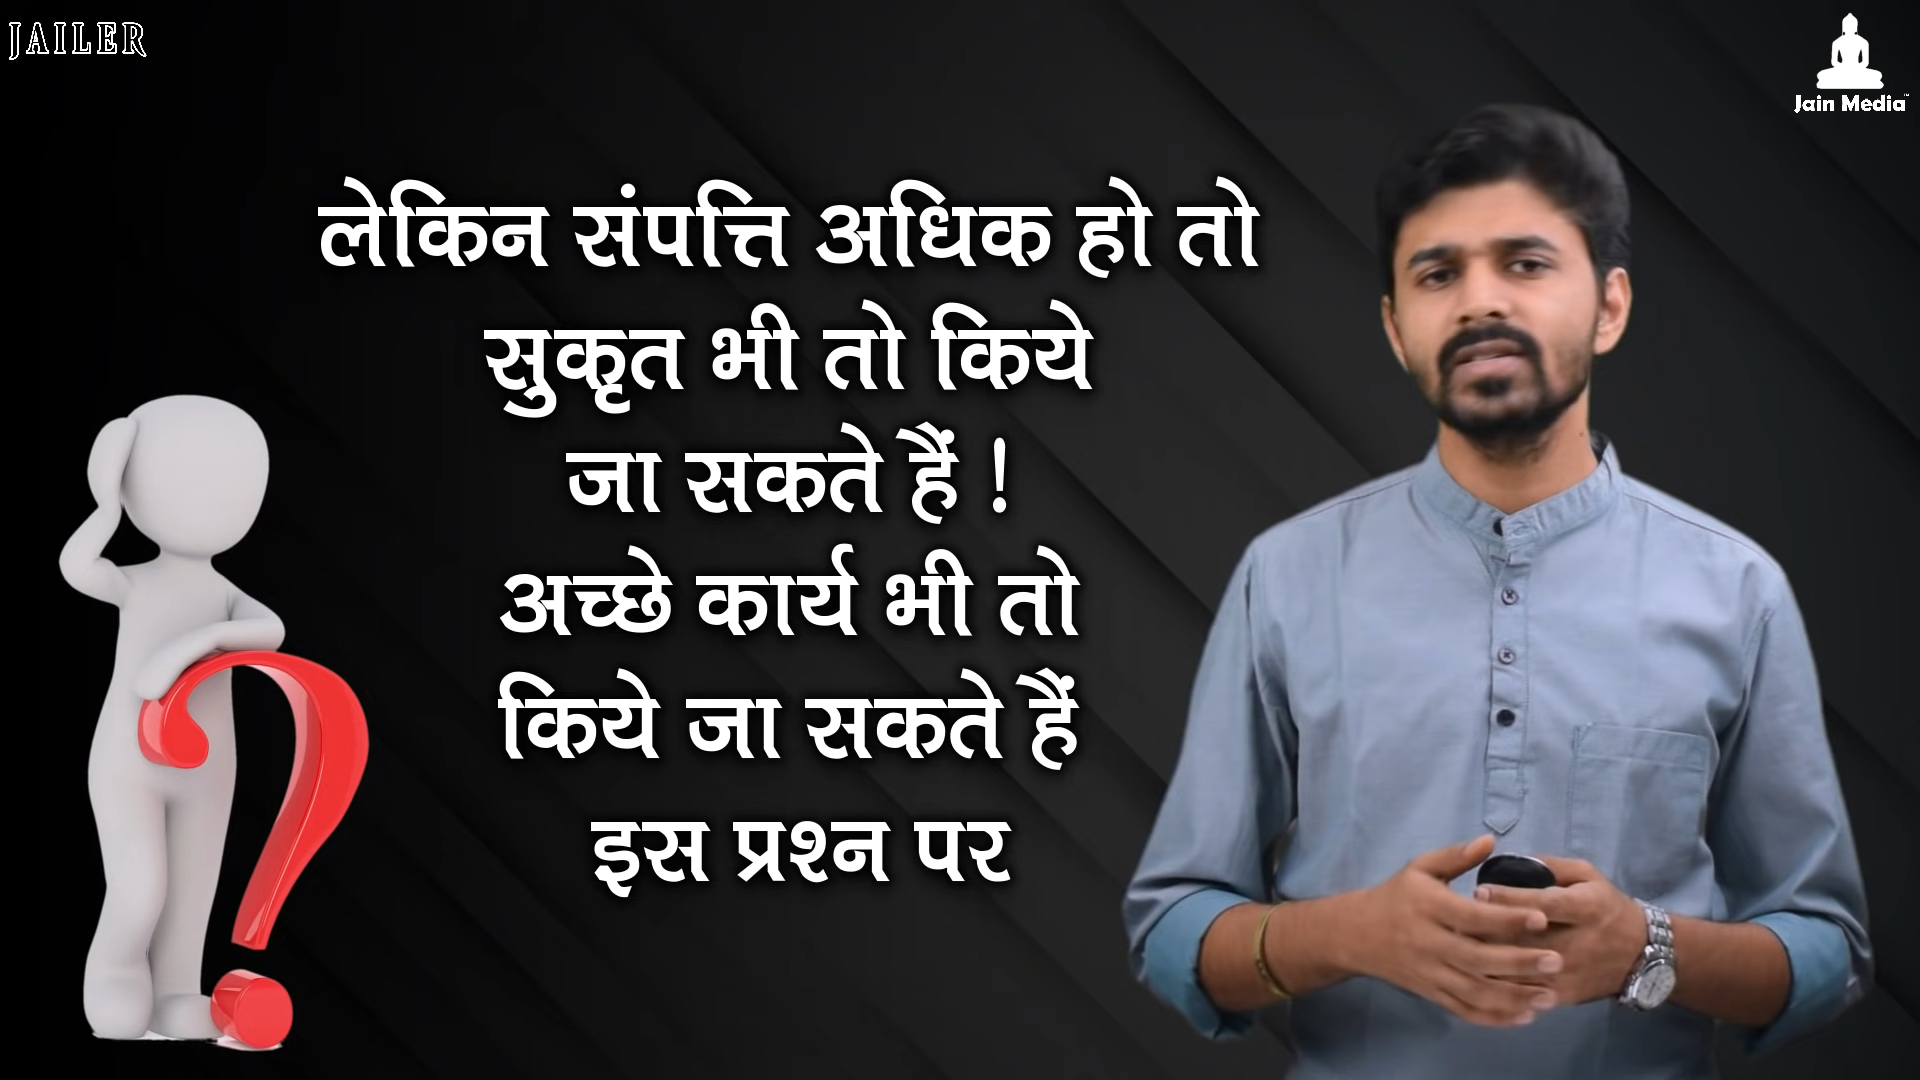 JAILER
Jain Media
लेकिन संपत्ति अधिक हो तो
सुकृत भी तो किये
जा सकते हैं !
अच्छे कार्य भी तो
किये जा सकते हैं
इस प्रश्न पर